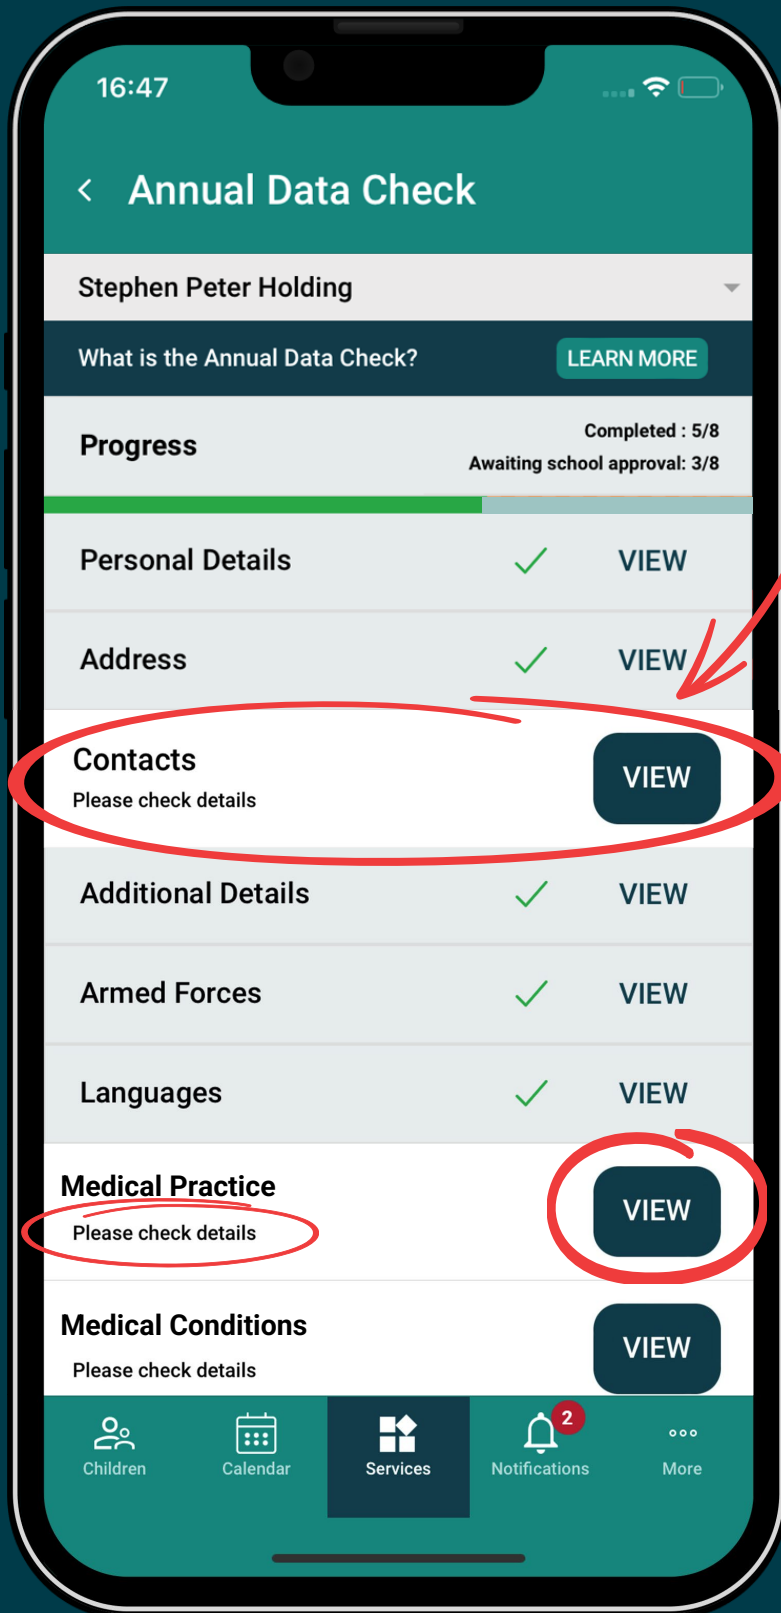 16:47
Annual Data Check
Stephen Peter Holding
What is the Annual Data Check? LEARN MORE
Progress
Completed : 5/8
Awaiting school approval: 3/8
Personal Details VIEW
Address VIEW
Contacts
Please check details
VIEW
Additional Details VIEW
Armed Forces VIEW
Languages VIEW
Medical Practice
Please check details
VIEW
Medical Conditions
Please check details
VIEW
2
Children Calendar Services Notifications More